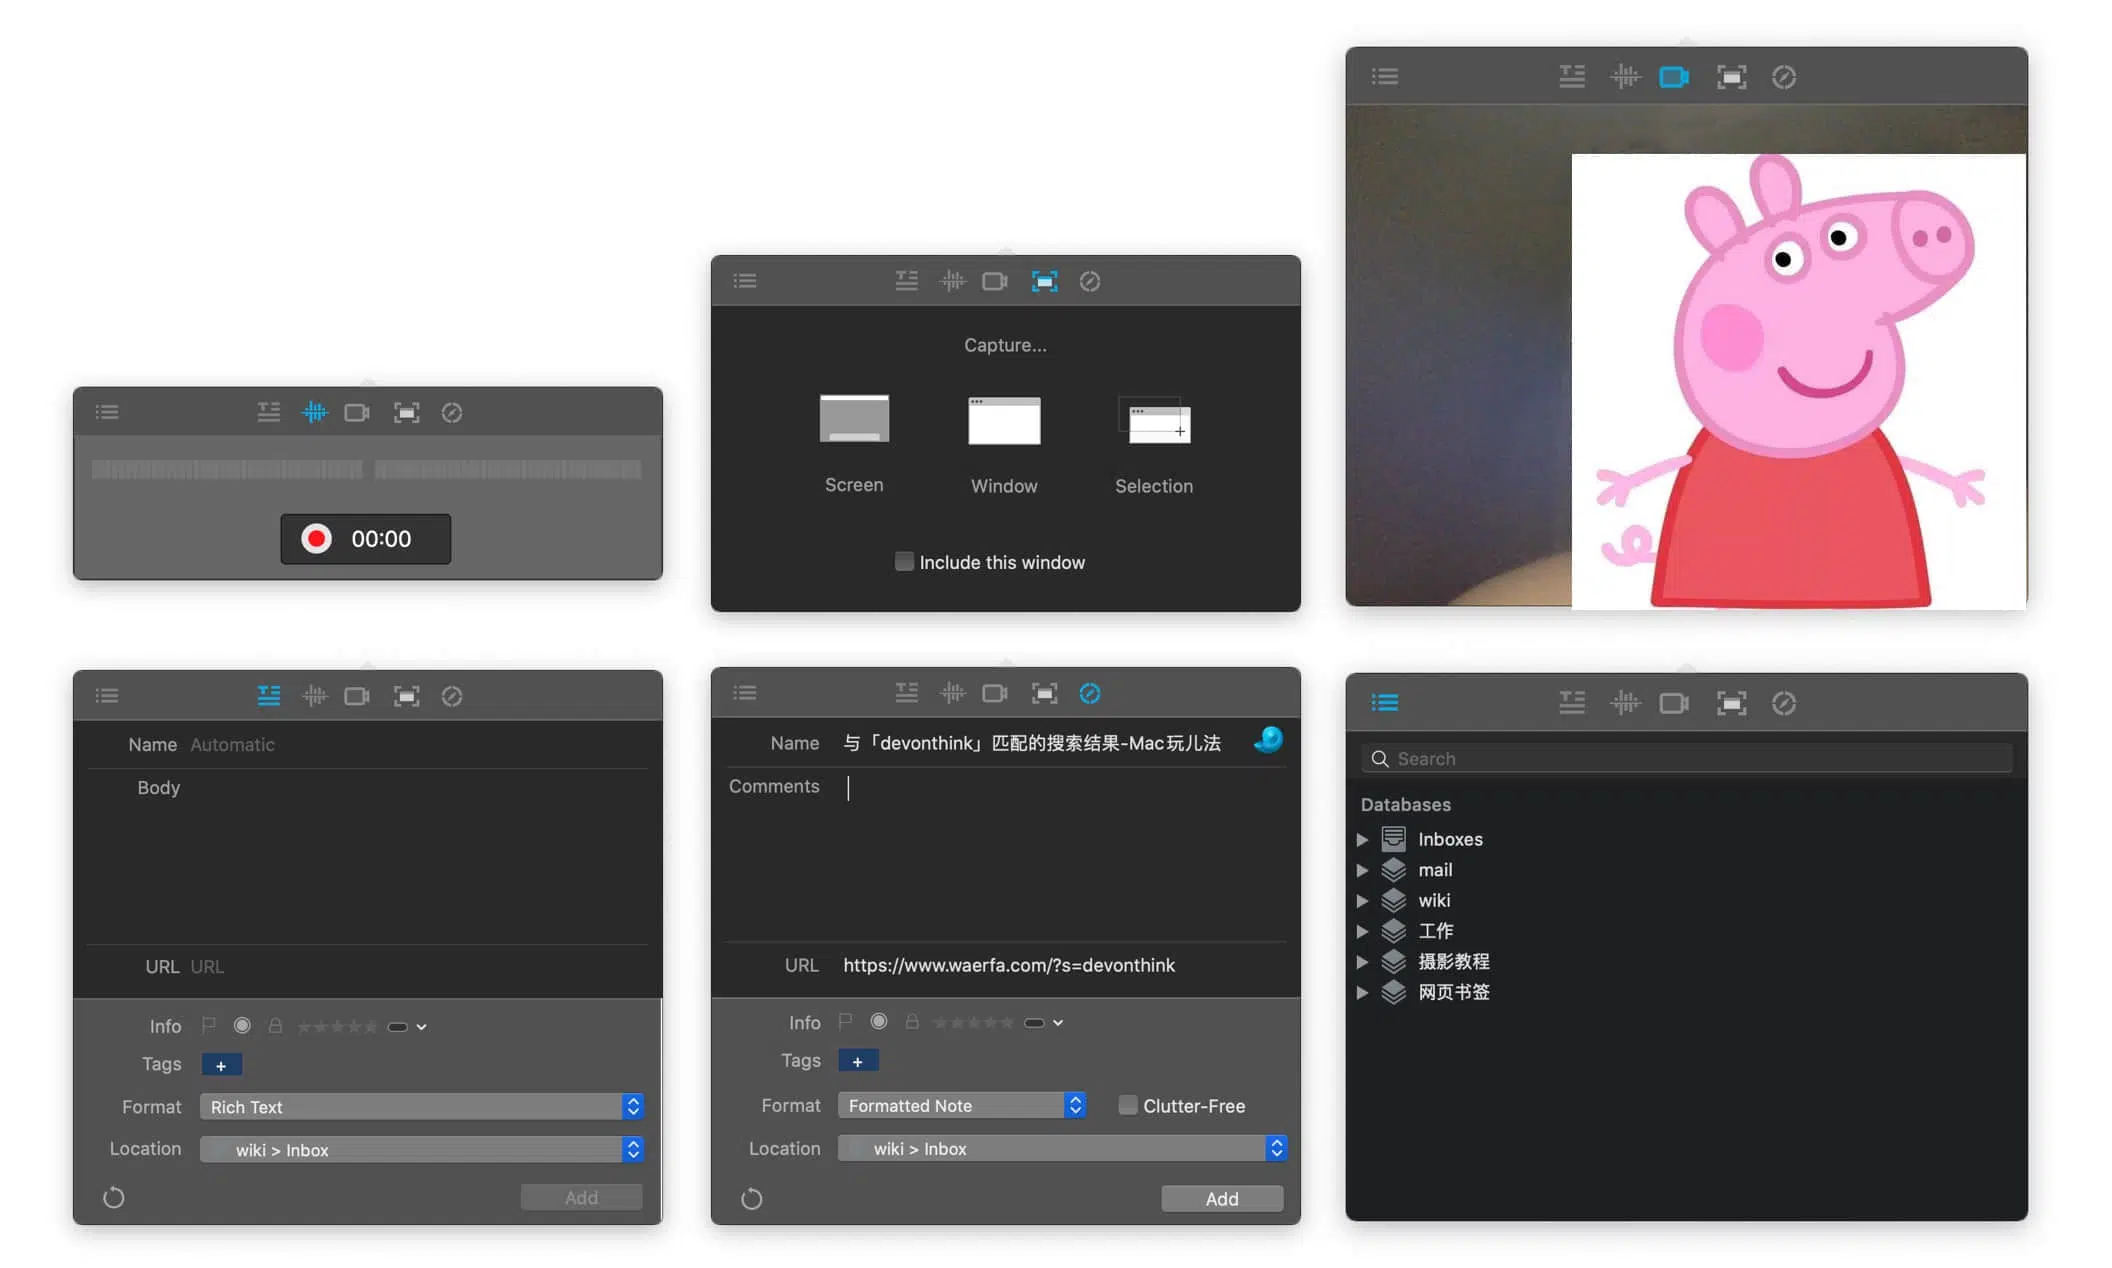 00:00
Capture...
Screen
Window
Selection
Include this window
Name Automatic
Body
URL URL
Info
Tags +
Format Rich Text
Location wiki > Inbox
Add
Name 与「devonthink」匹配的搜索结果-Mac玩儿法
Comments
URL https://www.waerfa.com/?s=devonthink
Info
Tags +
Format Formatted Note Clutter-Free
Location wiki > Inbox
Add
Search
Databases
Inboxes
mail
wiki
工作
摄影教程
网页书签